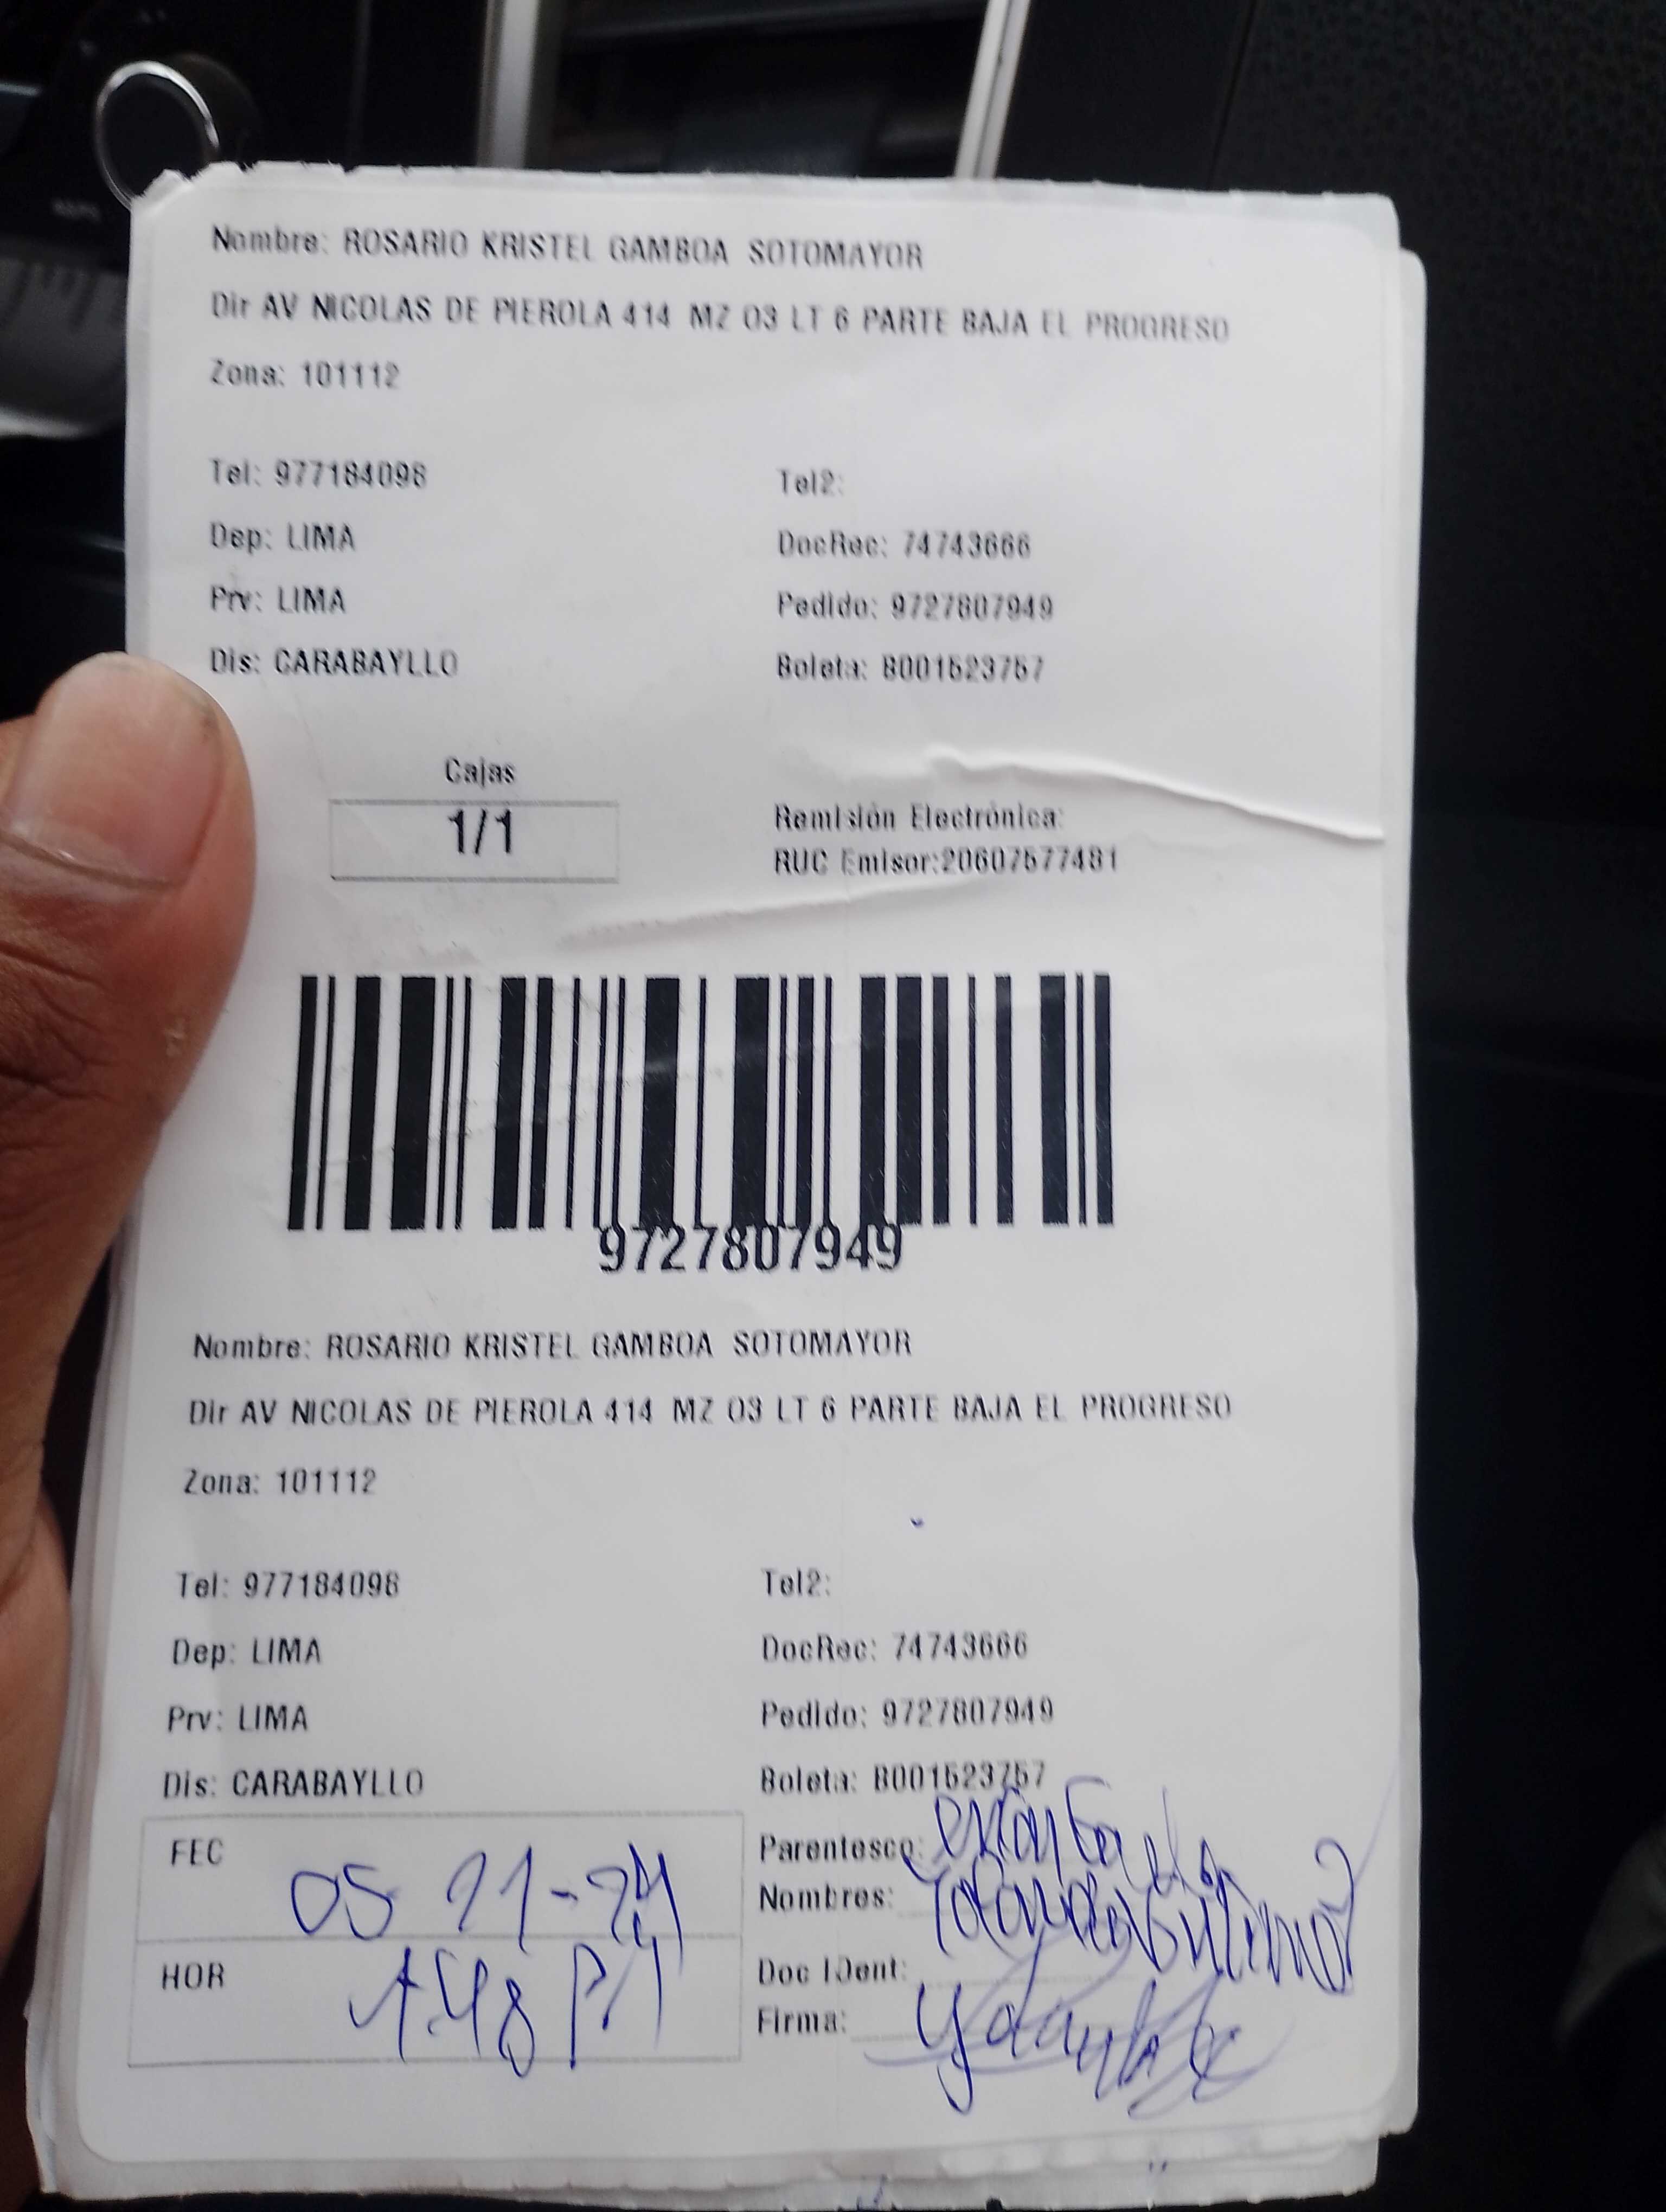 Nombre: ROSARIO KRISTEL GAMBOA SOTOMAYOR
Dir AV NICOLAS DE PIEROLA 414 MZ O3 LT 6 PARTE BAJA EL PROGRESO
Zona: 101112
Tel: 977184096 Tel2:
Dep: LIMA DocRec: 74743666
Prv: LIMA Pedido: 9727807949
Dis: CARABAYLLO Boleta: B001523757
Cajas
1/1
Remisión Electrónica:
RUC Emisor:20607577481
9727807949
Nombre: ROSARIO KRISTEL GAMBOA SOTOMAYOR
Dir AV NICOLAS DE PIEROLA 414 MZ O3 LT 6 PARTE BAJA EL PROGRESO
Zona: 101112
Tel: 977184096 Tel2:
Dep: LIMA DocRec: 74743666
Prv: LIMA Pedido: 9727807949
Dis: CARABAYLLO Boleta: B001523757
FEC 05 11-24
HOR 1:48 PM
Parentesco:
Nombres:
Doc IDent:
Firma: